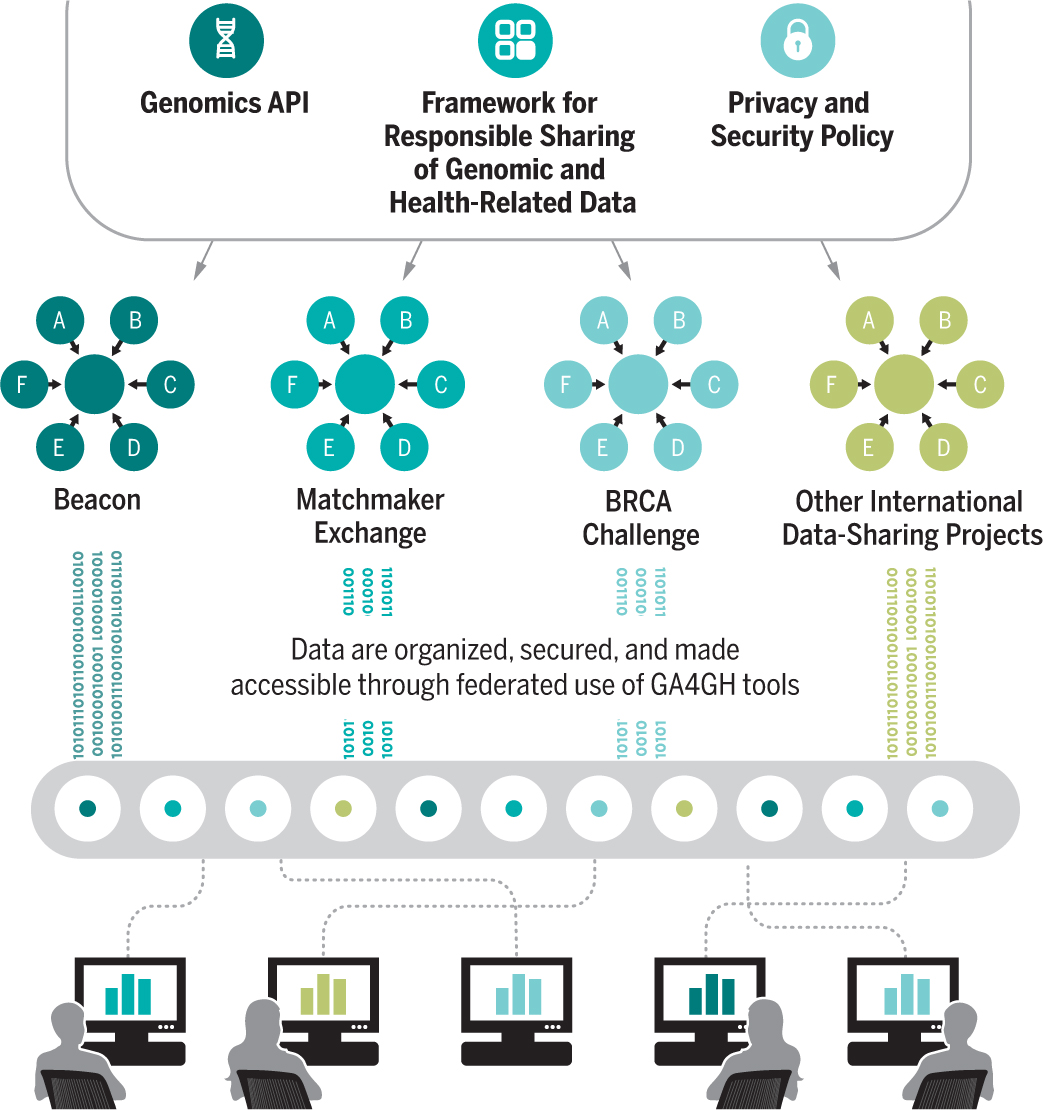 Genomics API
Framework for
Responsible Sharing
of Genomic and
Health-Related Data
Privacy and
Security Policy
A B
F C
E D
Beacon
A B
F C
E D
Matchmaker
Exchange
A B
F C
E D
BRCA
Challenge
A B
F C
E D
Other International
Data-Sharing Projects
Data are organized, secured, and made
accessible through federated use of GA4GH tools